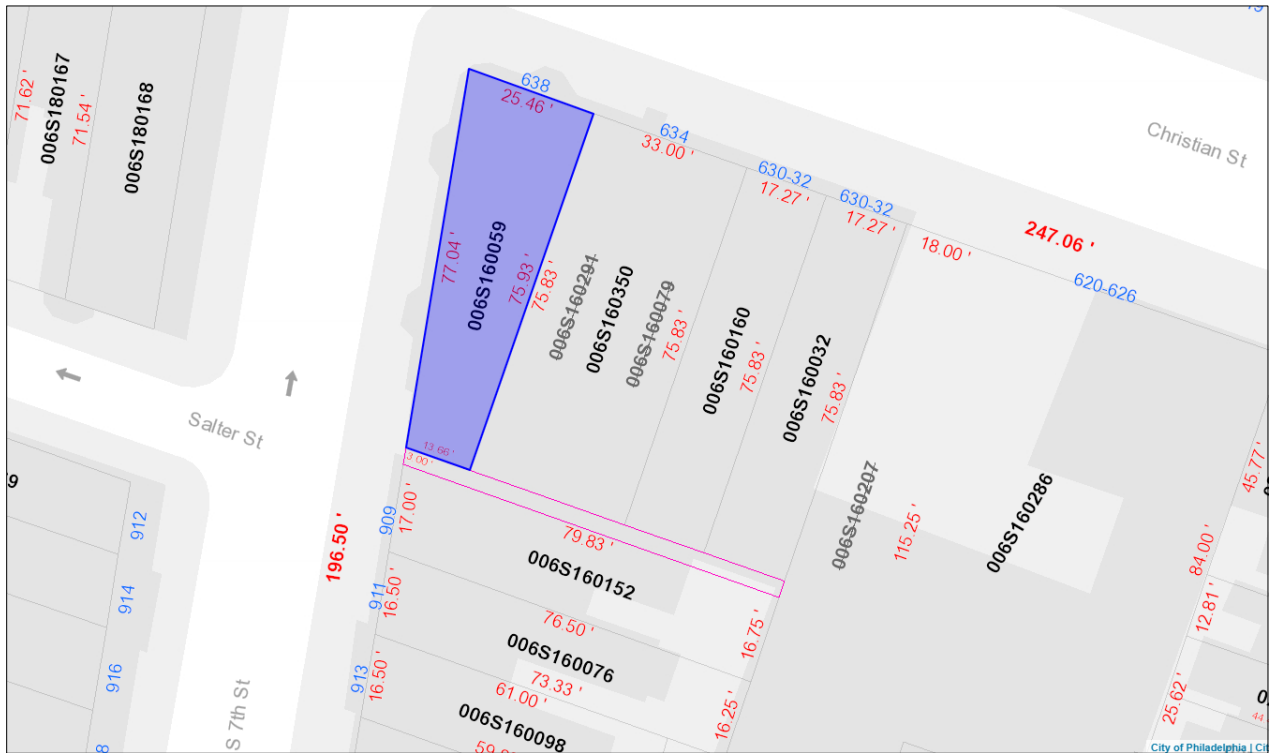 638
25.46 '
Christian St
634
33.00 '
630-32
17.27 '
630-32
17.27 '
18.00 '
247.06 '
620-626
71.62 '
006S180167
71.54 '
006S180168
77.04 '
006S160059
75.93 '
75.83 '
006S160291
006S160350
006S160079
75.83 '
006S160160
75.83 '
006S160032
75.83 '
Salter St
13.66'
3.00 '
909
17.00 '
79.83 '
006S160152
006S160207
115.25 '
006S160286
45.77 '
84.00 '
12.81 '
25.62 '
9
912
914
916
8
196.50 '
911
16.50 '
76.50 '
006S160076
16.75 '
913
16.50 '
73.33 '
61.00 '
006S160098
16.25 '
S 7th St
44
City of Philadelphia | Cit